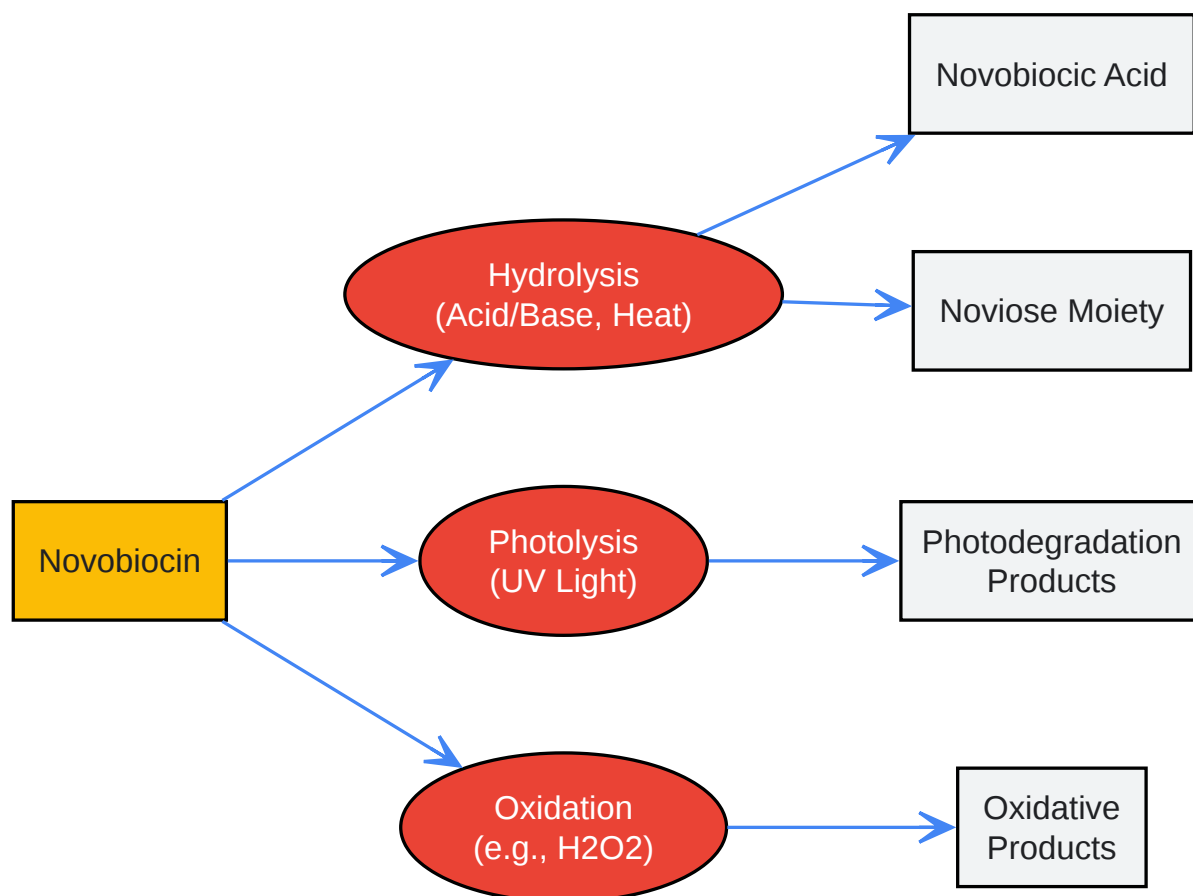 Novobiocic Acid
Hydrolysis
(Acid/Base, Heat)
Noviose Moiety
Novobiocin
Photolysis
(UV Light)
Photodegradation
Products
Oxidation
(e.g., H2O2)
Oxidative
Products